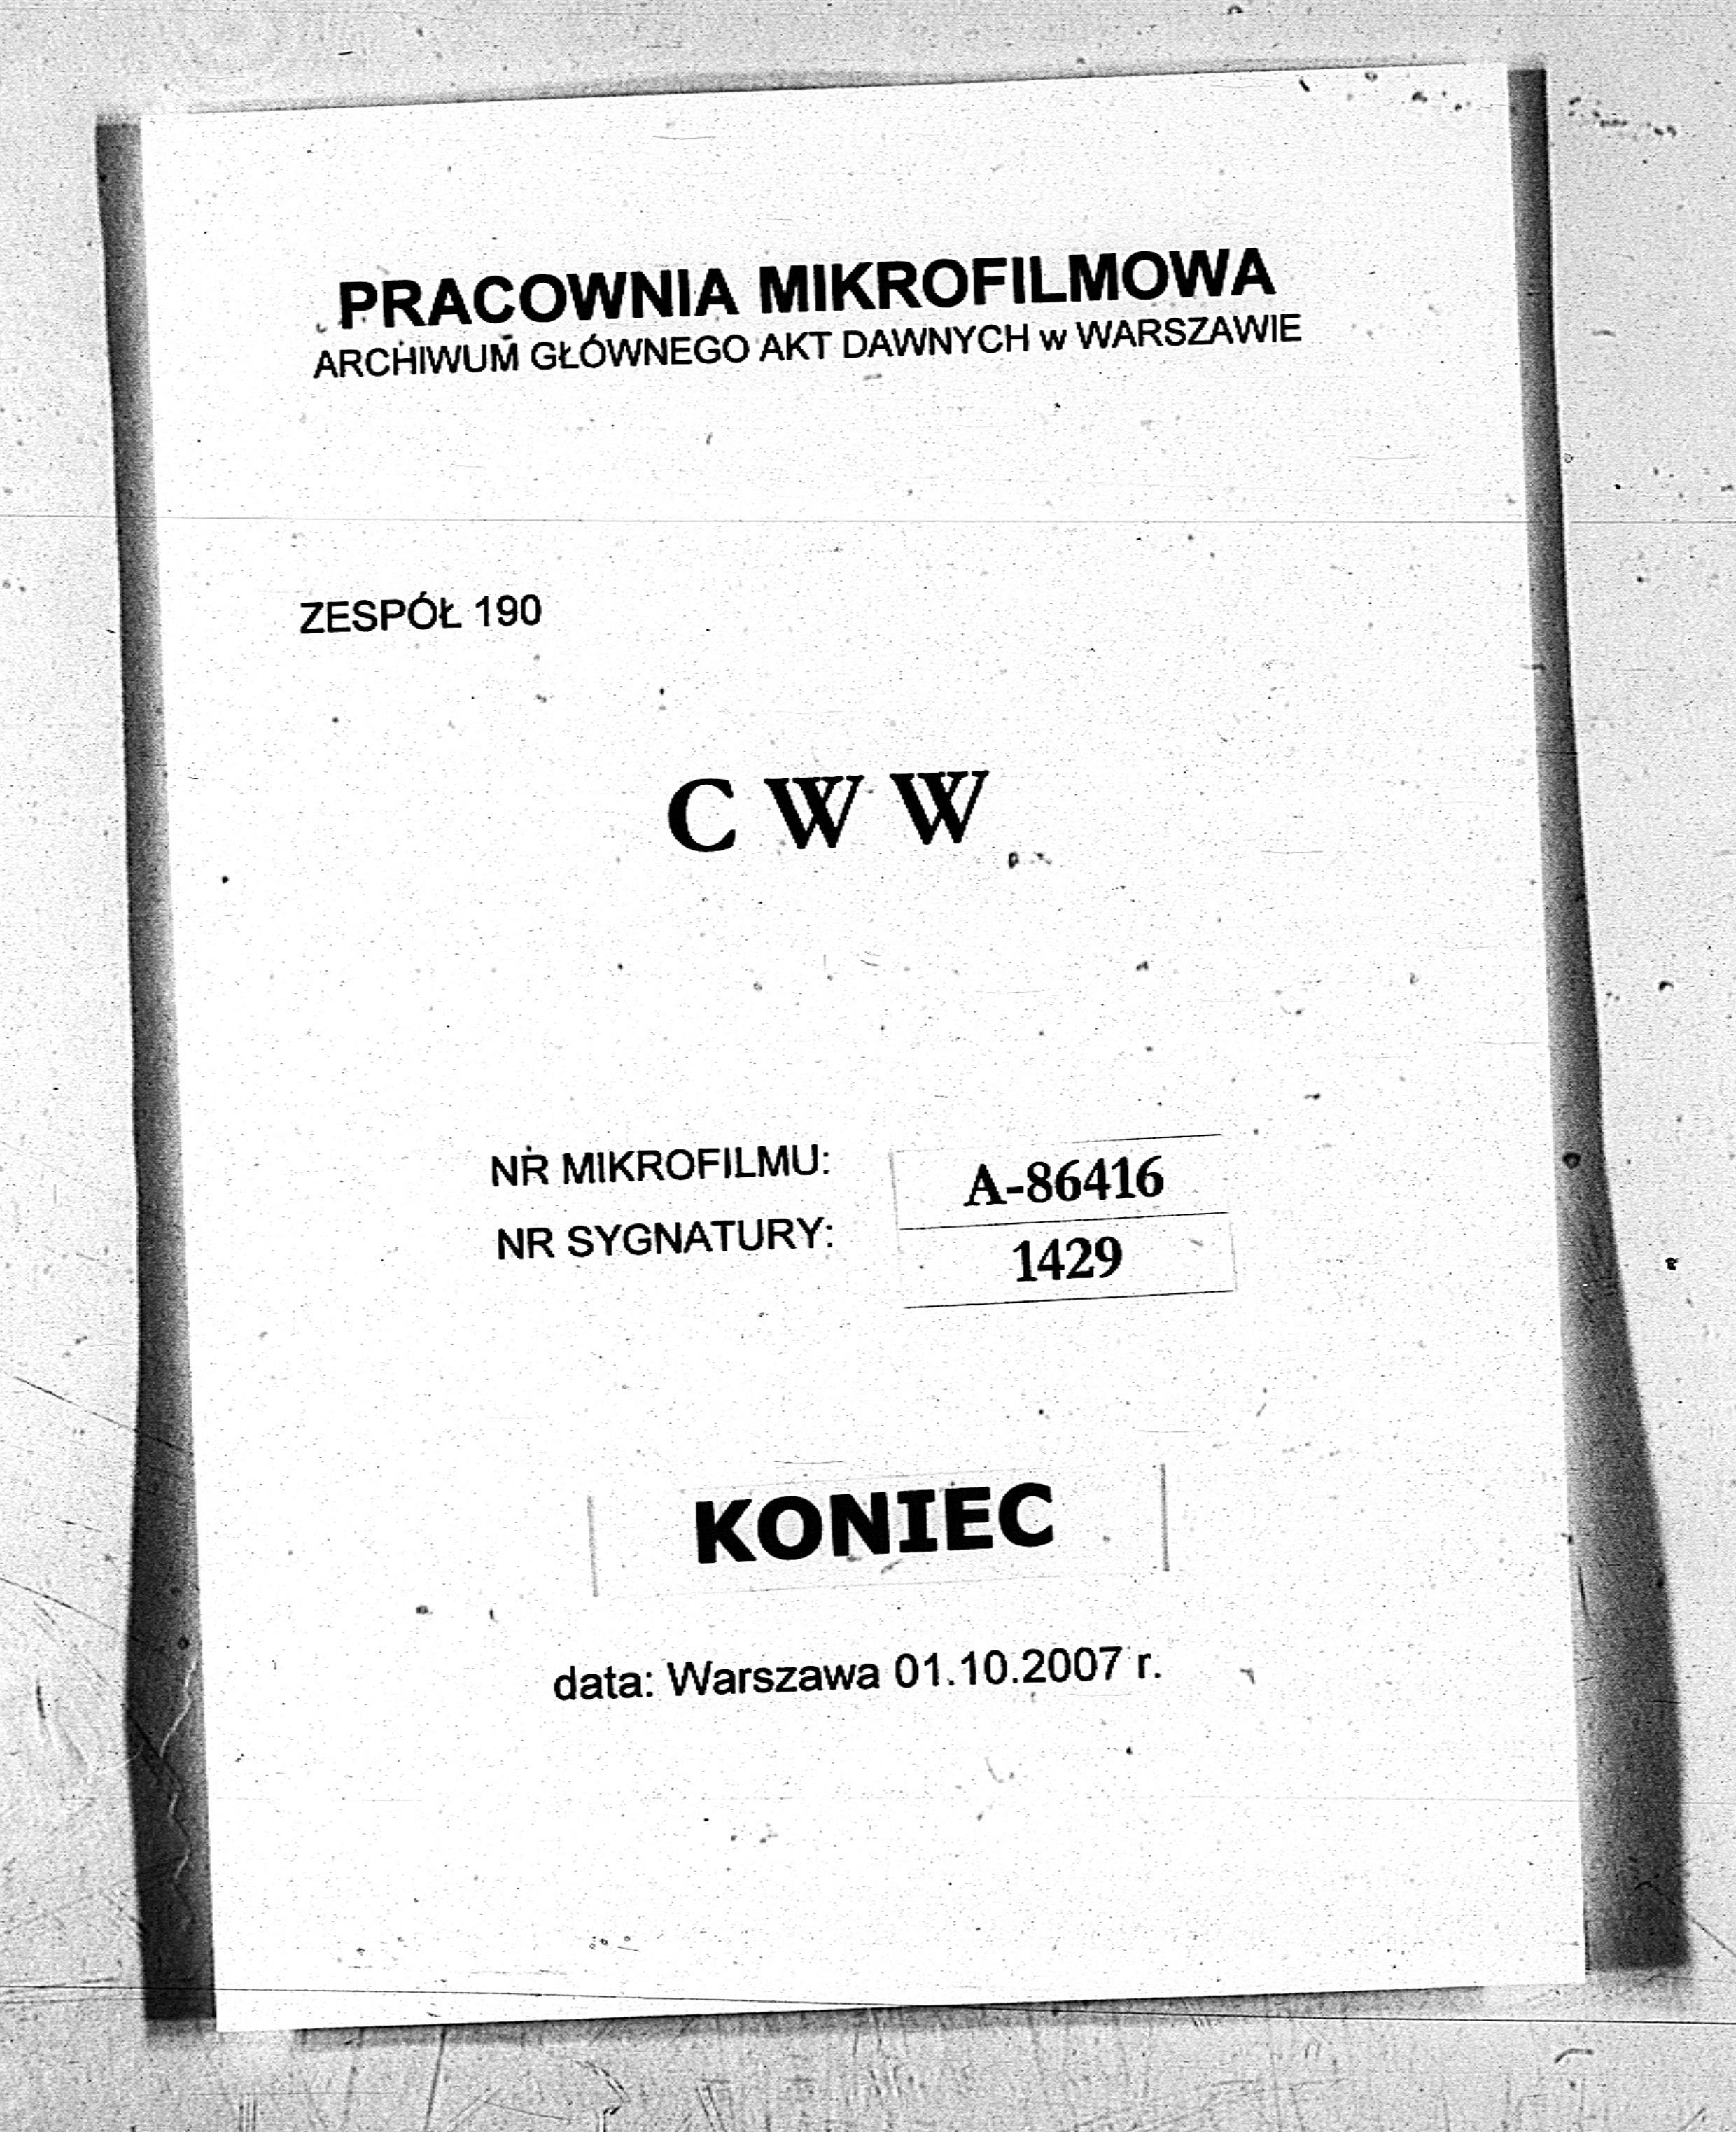 PRACOWNIA MIKROFILMOWA
ARCHIWUM GŁÓWNEGO AKT DAWNYCH w WARSZAWIE
ZESPÓŁ 190
C W W
NR MIKROFILMU: A-86416
NR SYGNATURY: 1429
KONIEC
data: Warszawa 01.10.2007 r.